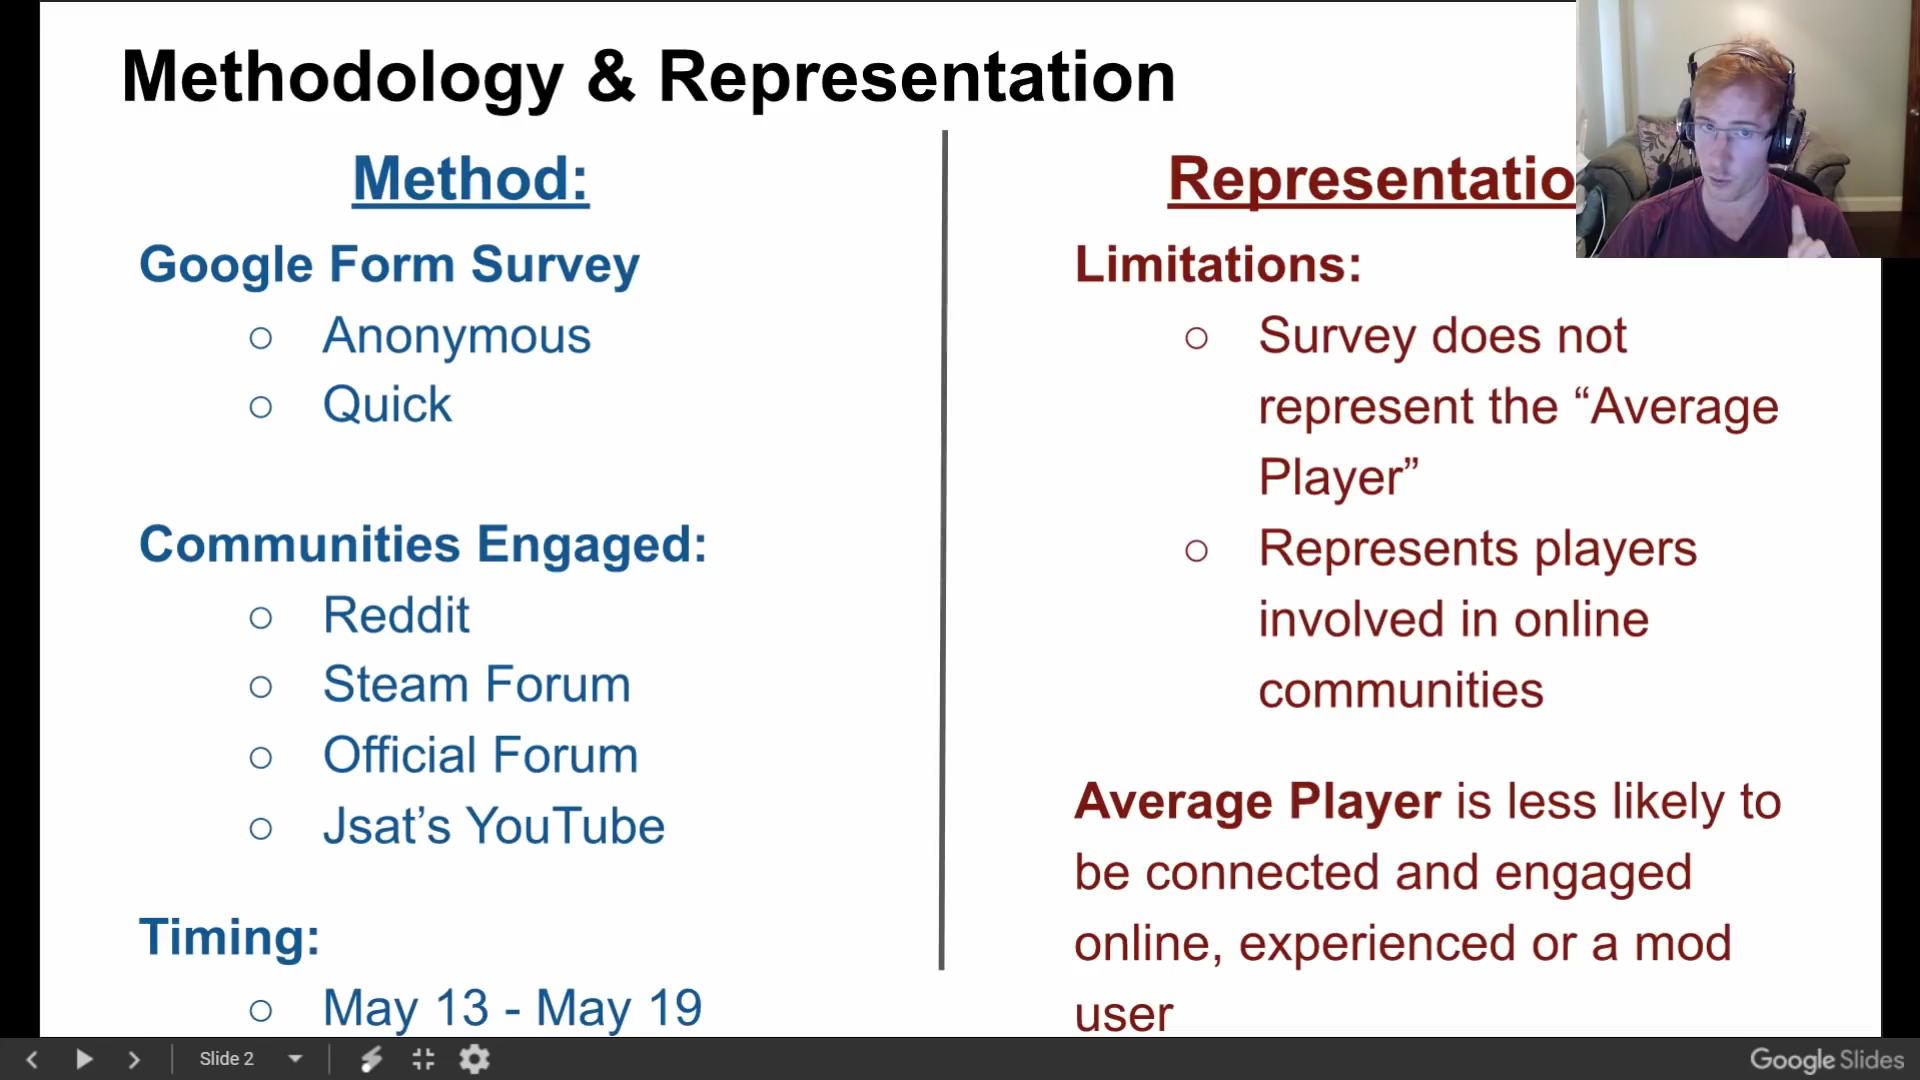 Methodology & Representation
Method:
Google Form Survey
○ Anonymous
○ Quick
Communities Engaged:
○ Reddit
○ Steam Forum
○ Official Forum
○ Jsat’s YouTube
Timing:
○ May 13 - May 19
Representatio
Limitations:
○ Survey does not
represent the “Average
Player”
○ Represents players
involved in online
communities
Average Player is less likely to
be connected and engaged
online, experienced or a mod
user
Slide 2
Google Slides